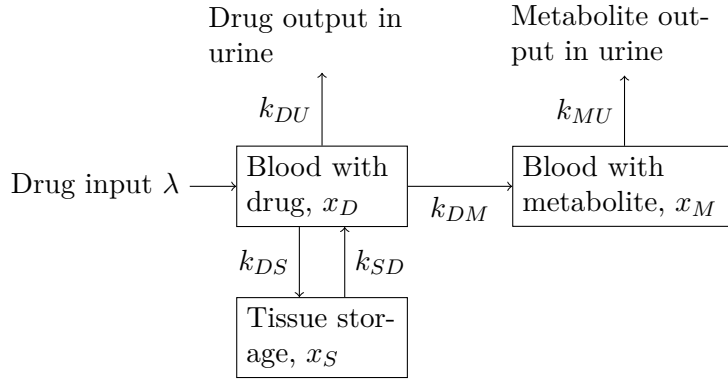 Drug output in
urine
Metabolite out-
put in urine
k_{DU}
k_{MU}
Drug input λ
Blood with
drug, x_D
k_{DM}
Blood with
metabolite, x_M
k_{DS}
k_{SD}
Tissue stor-
age, x_S